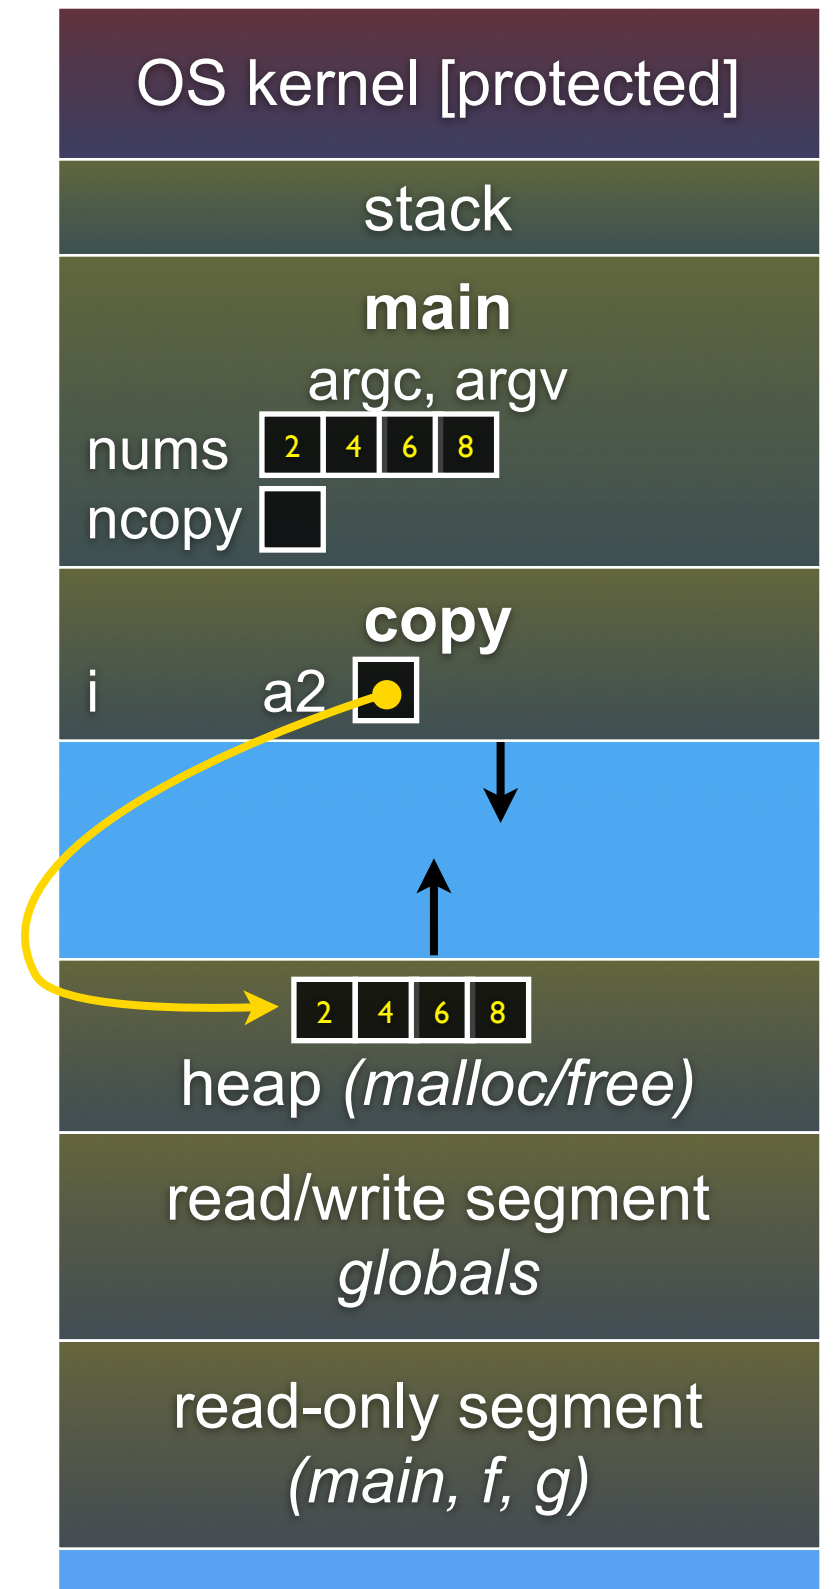 OS kernel [protected]
stack
main
argc, argv
nums 2 4 6 8
ncopy
copy
i a2
2 4 6 8
heap (malloc/free)
read/write segment
globals
read-only segment
(main, f, g)